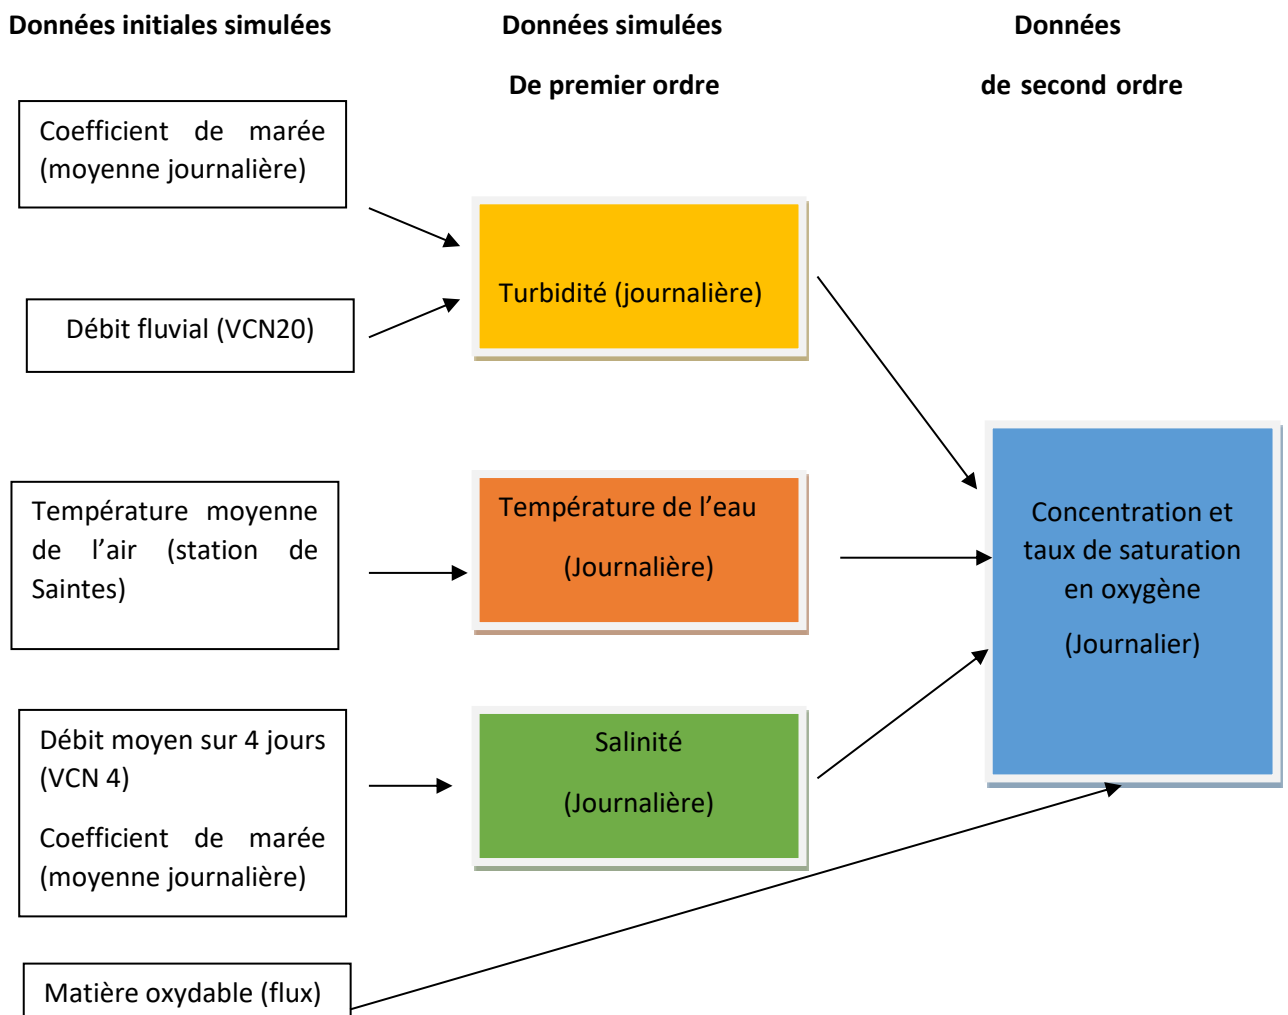 Données initiales simulées
Données simulées
De premier ordre
Données
de second ordre
Coefficient de marée
(moyenne journalière)
Débit fluvial (VCN20)
Turbidité (journalière)
Température moyenne
de l’air (station de
Saintes)
Température de l’eau
(Journalière)
Concentration et
taux de saturation
en oxygène
(Journalier)
Débit moyen sur 4 jours
(VCN 4)
Coefficient de marée
(moyenne journalière)
Salinité
(Journalière)
Matière oxydable (flux)